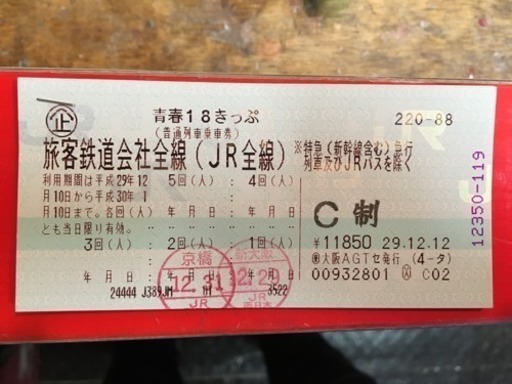 企
青春18きっぷ
220-88
(普通列車乗車券)
旅客鉄道会社全線(JR全線)
※特急(新幹線含む)急行
列車及びJRバスを除く
利用期間は平成29年12
月10日から平成30年 1
月10日まで。各回(人)
とも当日限り有効。
5回(人) : 4回(人)
年 月 日 : 年 月 日
C制
3回(人) : 2回(人) : 1回(人)
¥11850 29.12.12
年 月 日
京橋
12.31
JR
新大阪
12.2
JR
西日本
大阪AGTセ発行 (4-タ)
00932801 C02
24444 J389JM
3522
12350-119